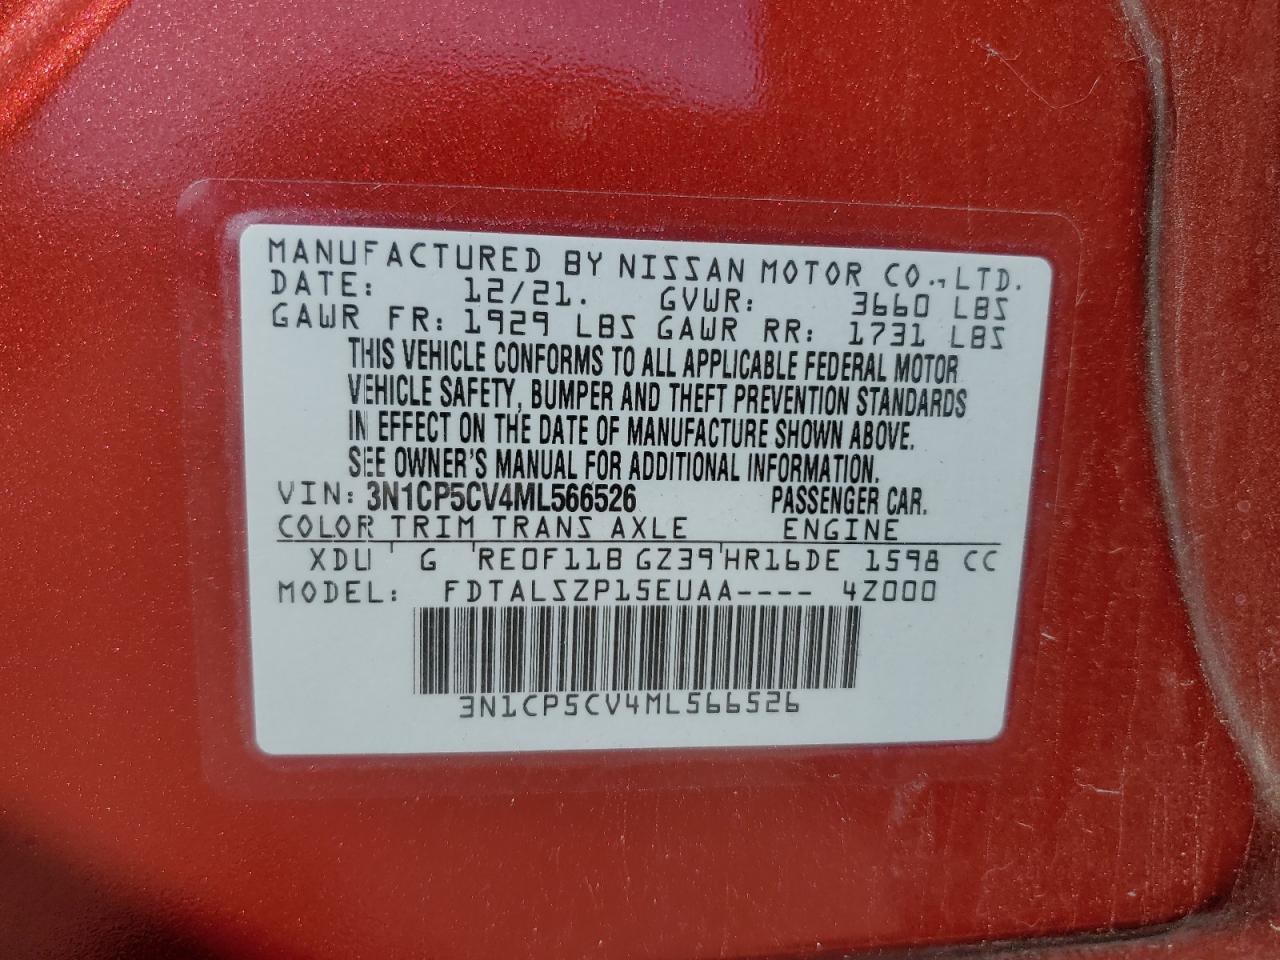 MANUFACTURED BY NISSAN MOTOR CO., LTD.
DATE: 12/21. GVWR: 3660 LBS
GAWR FR: 1929 LBS GAWR RR: 1731 LBS
THIS VEHICLE CONFORMS TO ALL APPLICABLE FEDERAL MOTOR
VEHICLE SAFETY, BUMPER AND THEFT PREVENTION STANDARDS
IN EFFECT ON THE DATE OF MANUFACTURE SHOWN ABOVE.
SEE OWNER'S MANUAL FOR ADDITIONAL INFORMATION.
VIN: 3N1CP5CV4ML566526 PASSENGER CAR.
COLOR TRIM TRANS AXLE ENGINE
XDU ' G ' RE0F11B GZ39 ' HR16DE 1598 CC
MODEL: FDTALSZP15EUAA---- 4Z000
3N1CP5CV4ML566526